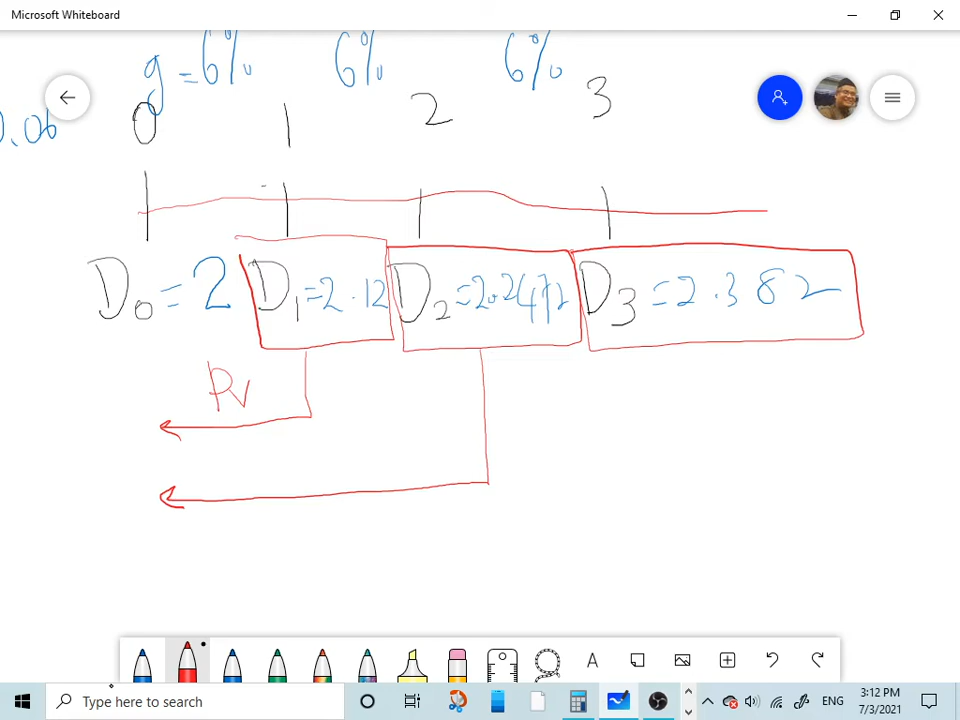 Microsoft Whiteboard
g = 6% 6% 6%
0.06
0 1 2 3
D0 = 2 D1 = 2.12 D2 = 2.2472 D3 = 2.382
PV
A
Type here to search
ENG
3:12 PM
7/3/2021